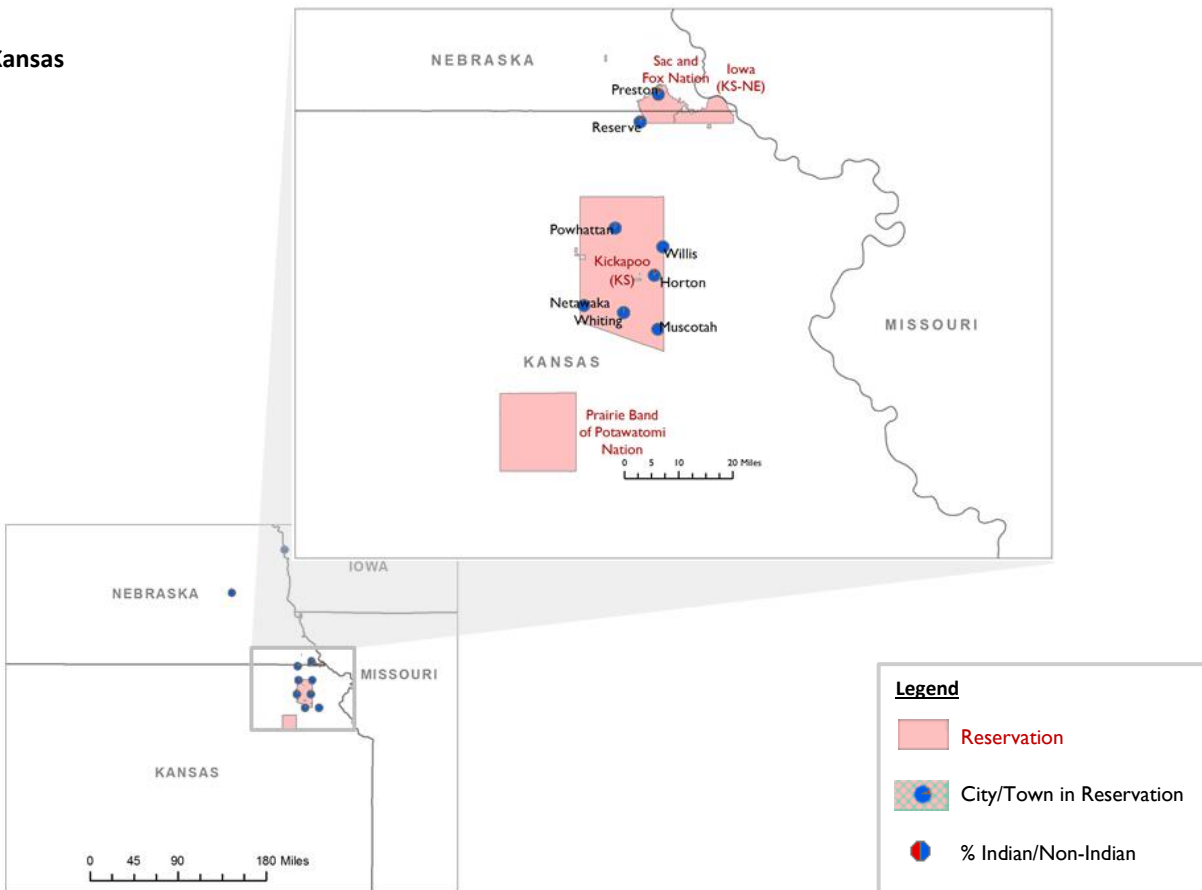 Kansas
NEBRASKA
Sac and
Fox Nation
Iowa
(KS-NE)
Preston
Reserve
Powhattan
Willis
Kickapoo
(KS)
Horton
Netawaka
Whiting
Muscotah
MISSOURI
KANSAS
Prairie Band
of Potawatomi
Nation
0 5 10 20 Miles
IOWA
NEBRASKA
MISSOURI
KANSAS
0 45 90 180 Miles
Legend
Reservation
City/Town in Reservation
% Indian/Non-Indian